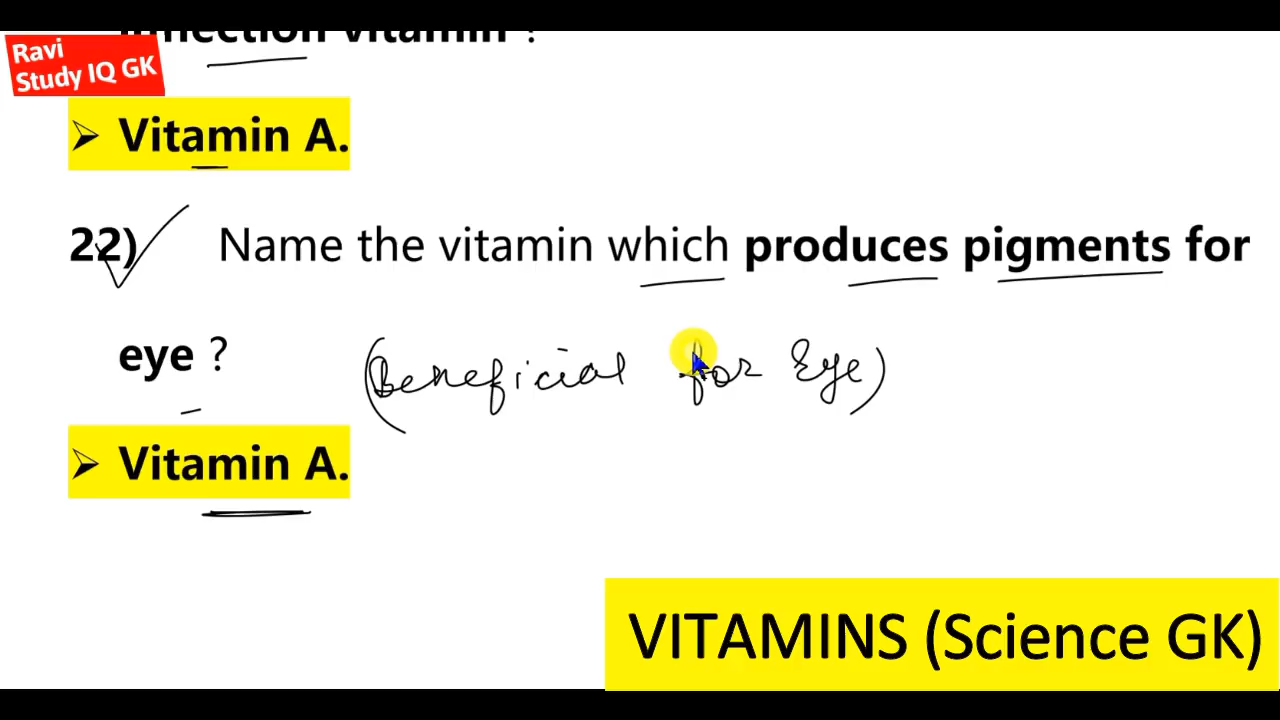 vitamin ?
Ravi
Study IQ GK
➢ Vitamin A.
22) Name the vitamin which produces pigments for
eye ? (Beneficial for Eye)
➢ Vitamin A.
VITAMINS (Science GK)